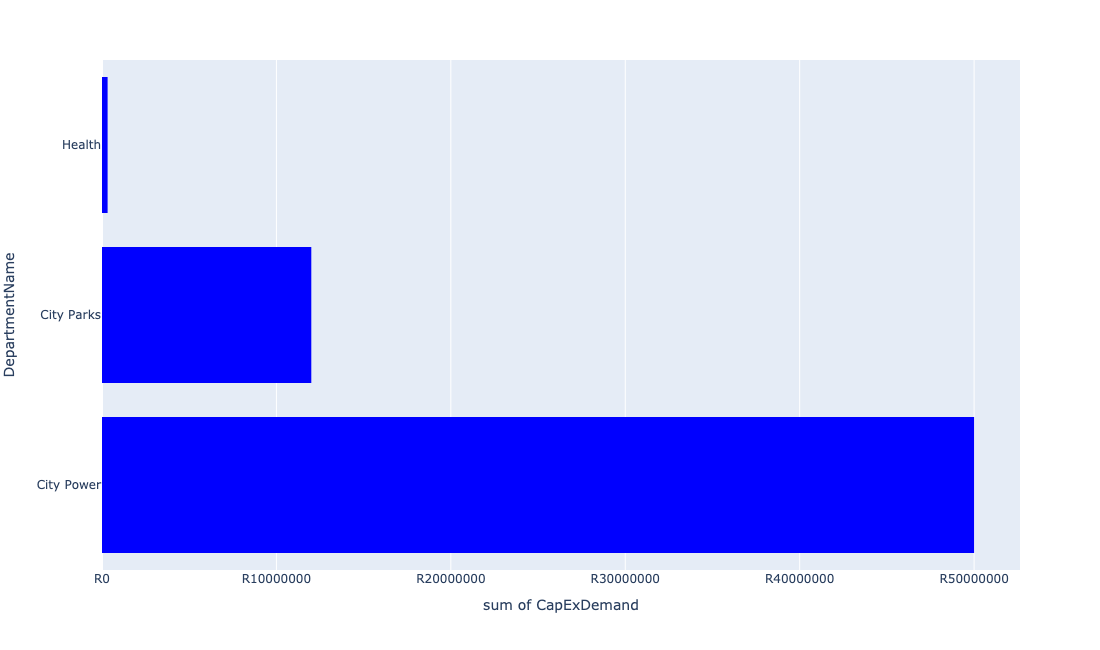 Health
City Parks
City Power
DepartmentName
R0 R10000000 R20000000 R30000000 R40000000 R50000000
sum of CapExDemand